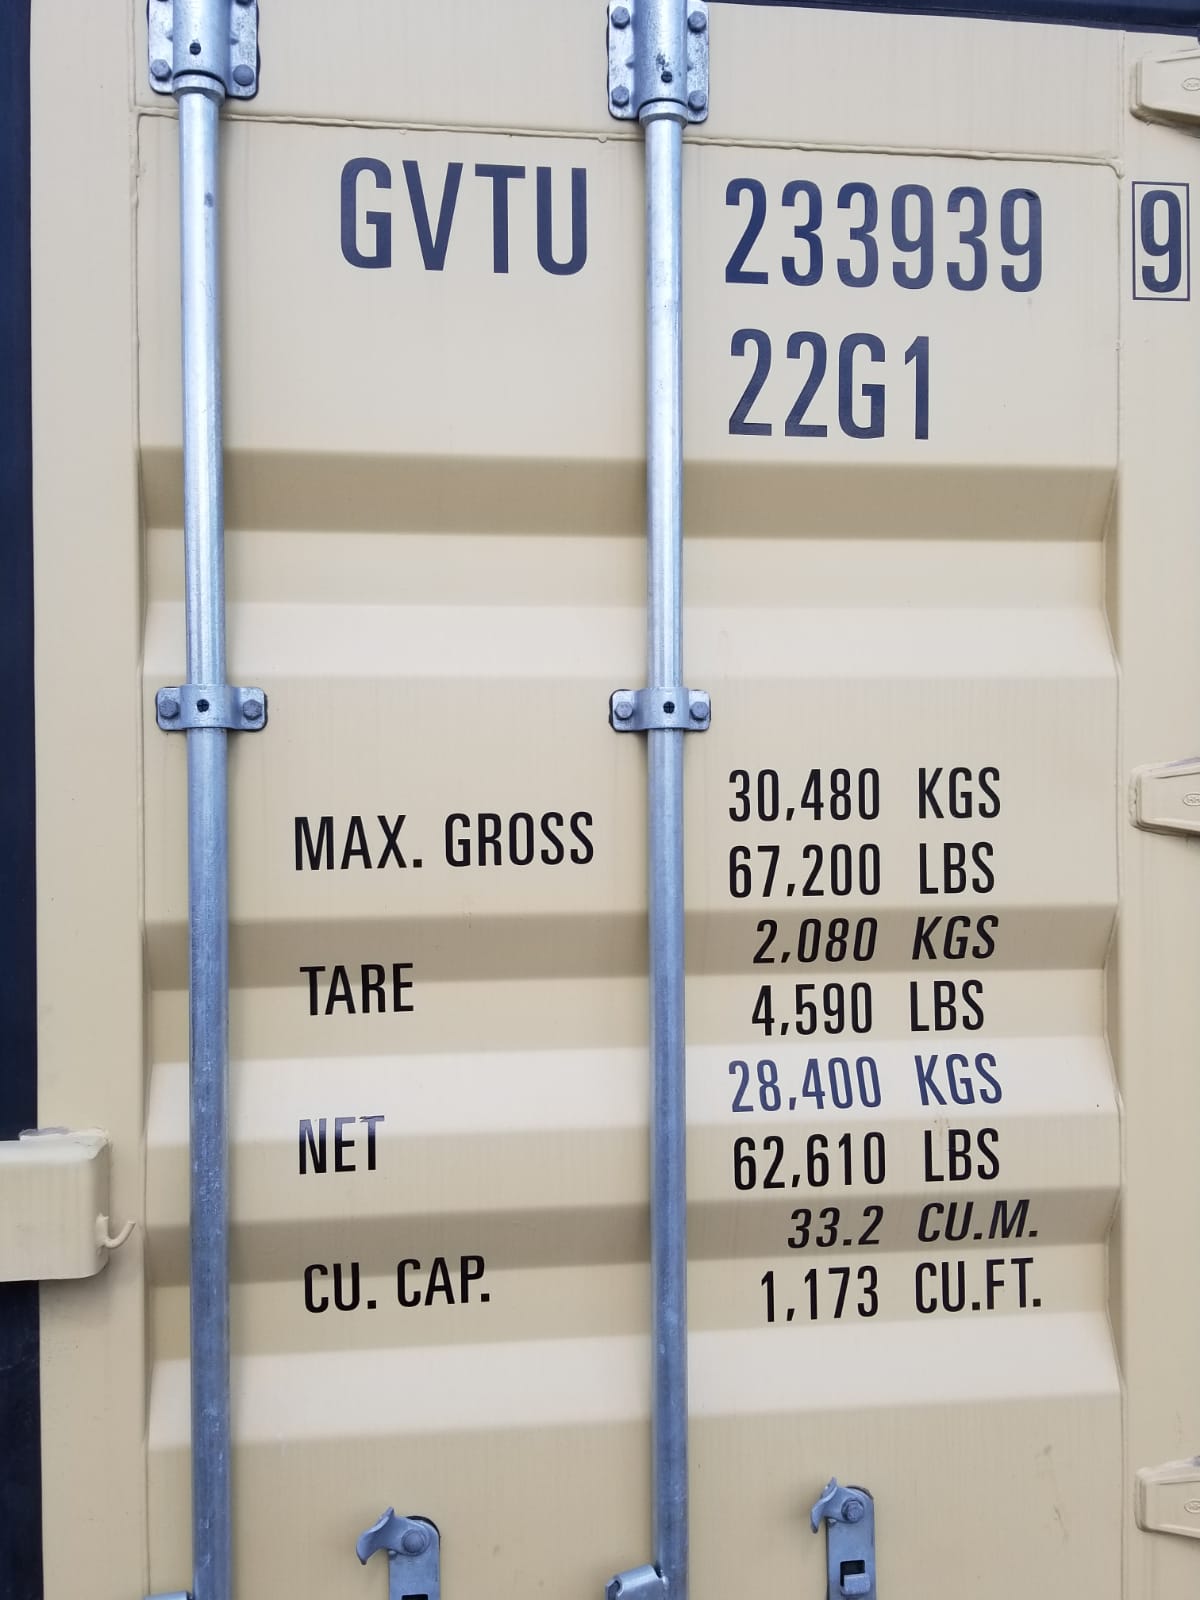 GVTU 233939 9
22G1
MAX. GROSS 30,480 KGS
67,200 LBS
TARE 2,080 KGS
4,590 LBS
NET 28,400 KGS
62,610 LBS
CU. CAP. 33.2 CU.M.
1,173 CU.FT.